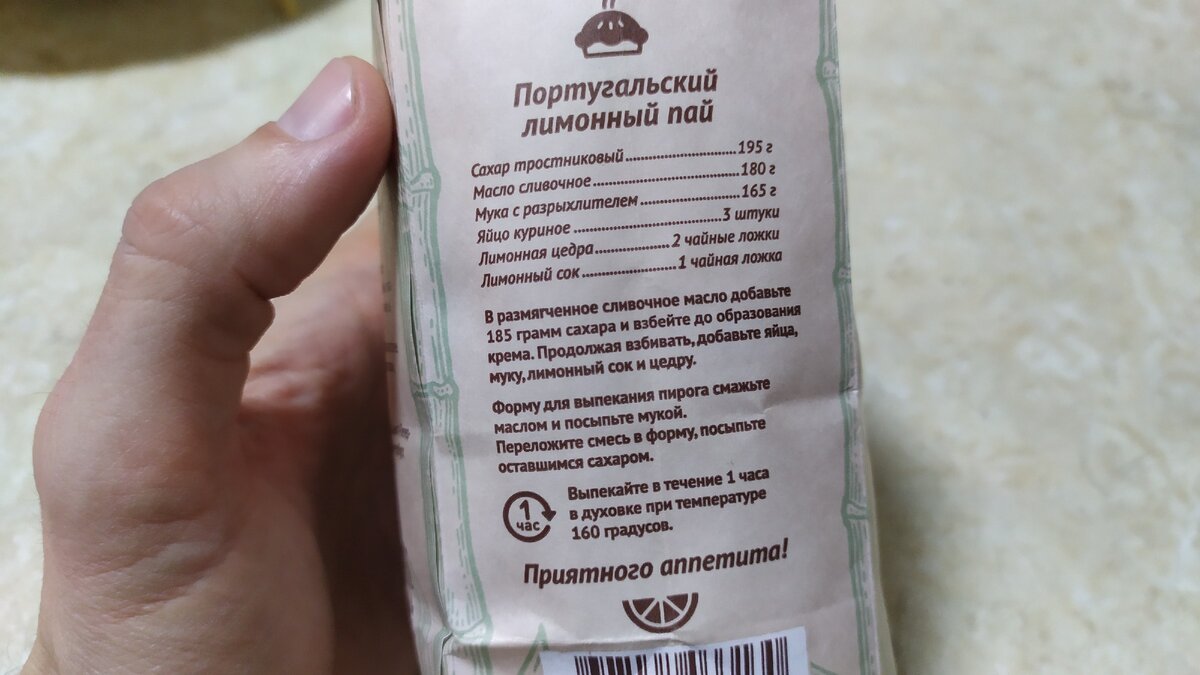 Португальский
лимонный пай
Сахар тростниковый..........................195 г
Масло сливочное..................................180 г
Мука с разрыхлителем........................165 г
Яйцо куриное...................................3 штуки
Лимонная цедра..................2 чайные ложки
Лимонный сок.......................1 чайная ложка
В размягченное сливочное масло добавьте
185 грамм сахара и взбейте до образования
крема. Продолжая взбивать, добавьте яйца,
муку, лимонный сок и цедру.
Форму для выпекания пирога смажьте
маслом и посыпьте мукой.
Переложите смесь в форму, посыпьте
оставшимся сахаром.
1
час
Выпекайте в течение 1 часа
в духовке при температуре
160 градусов.
Приятного аппетита!